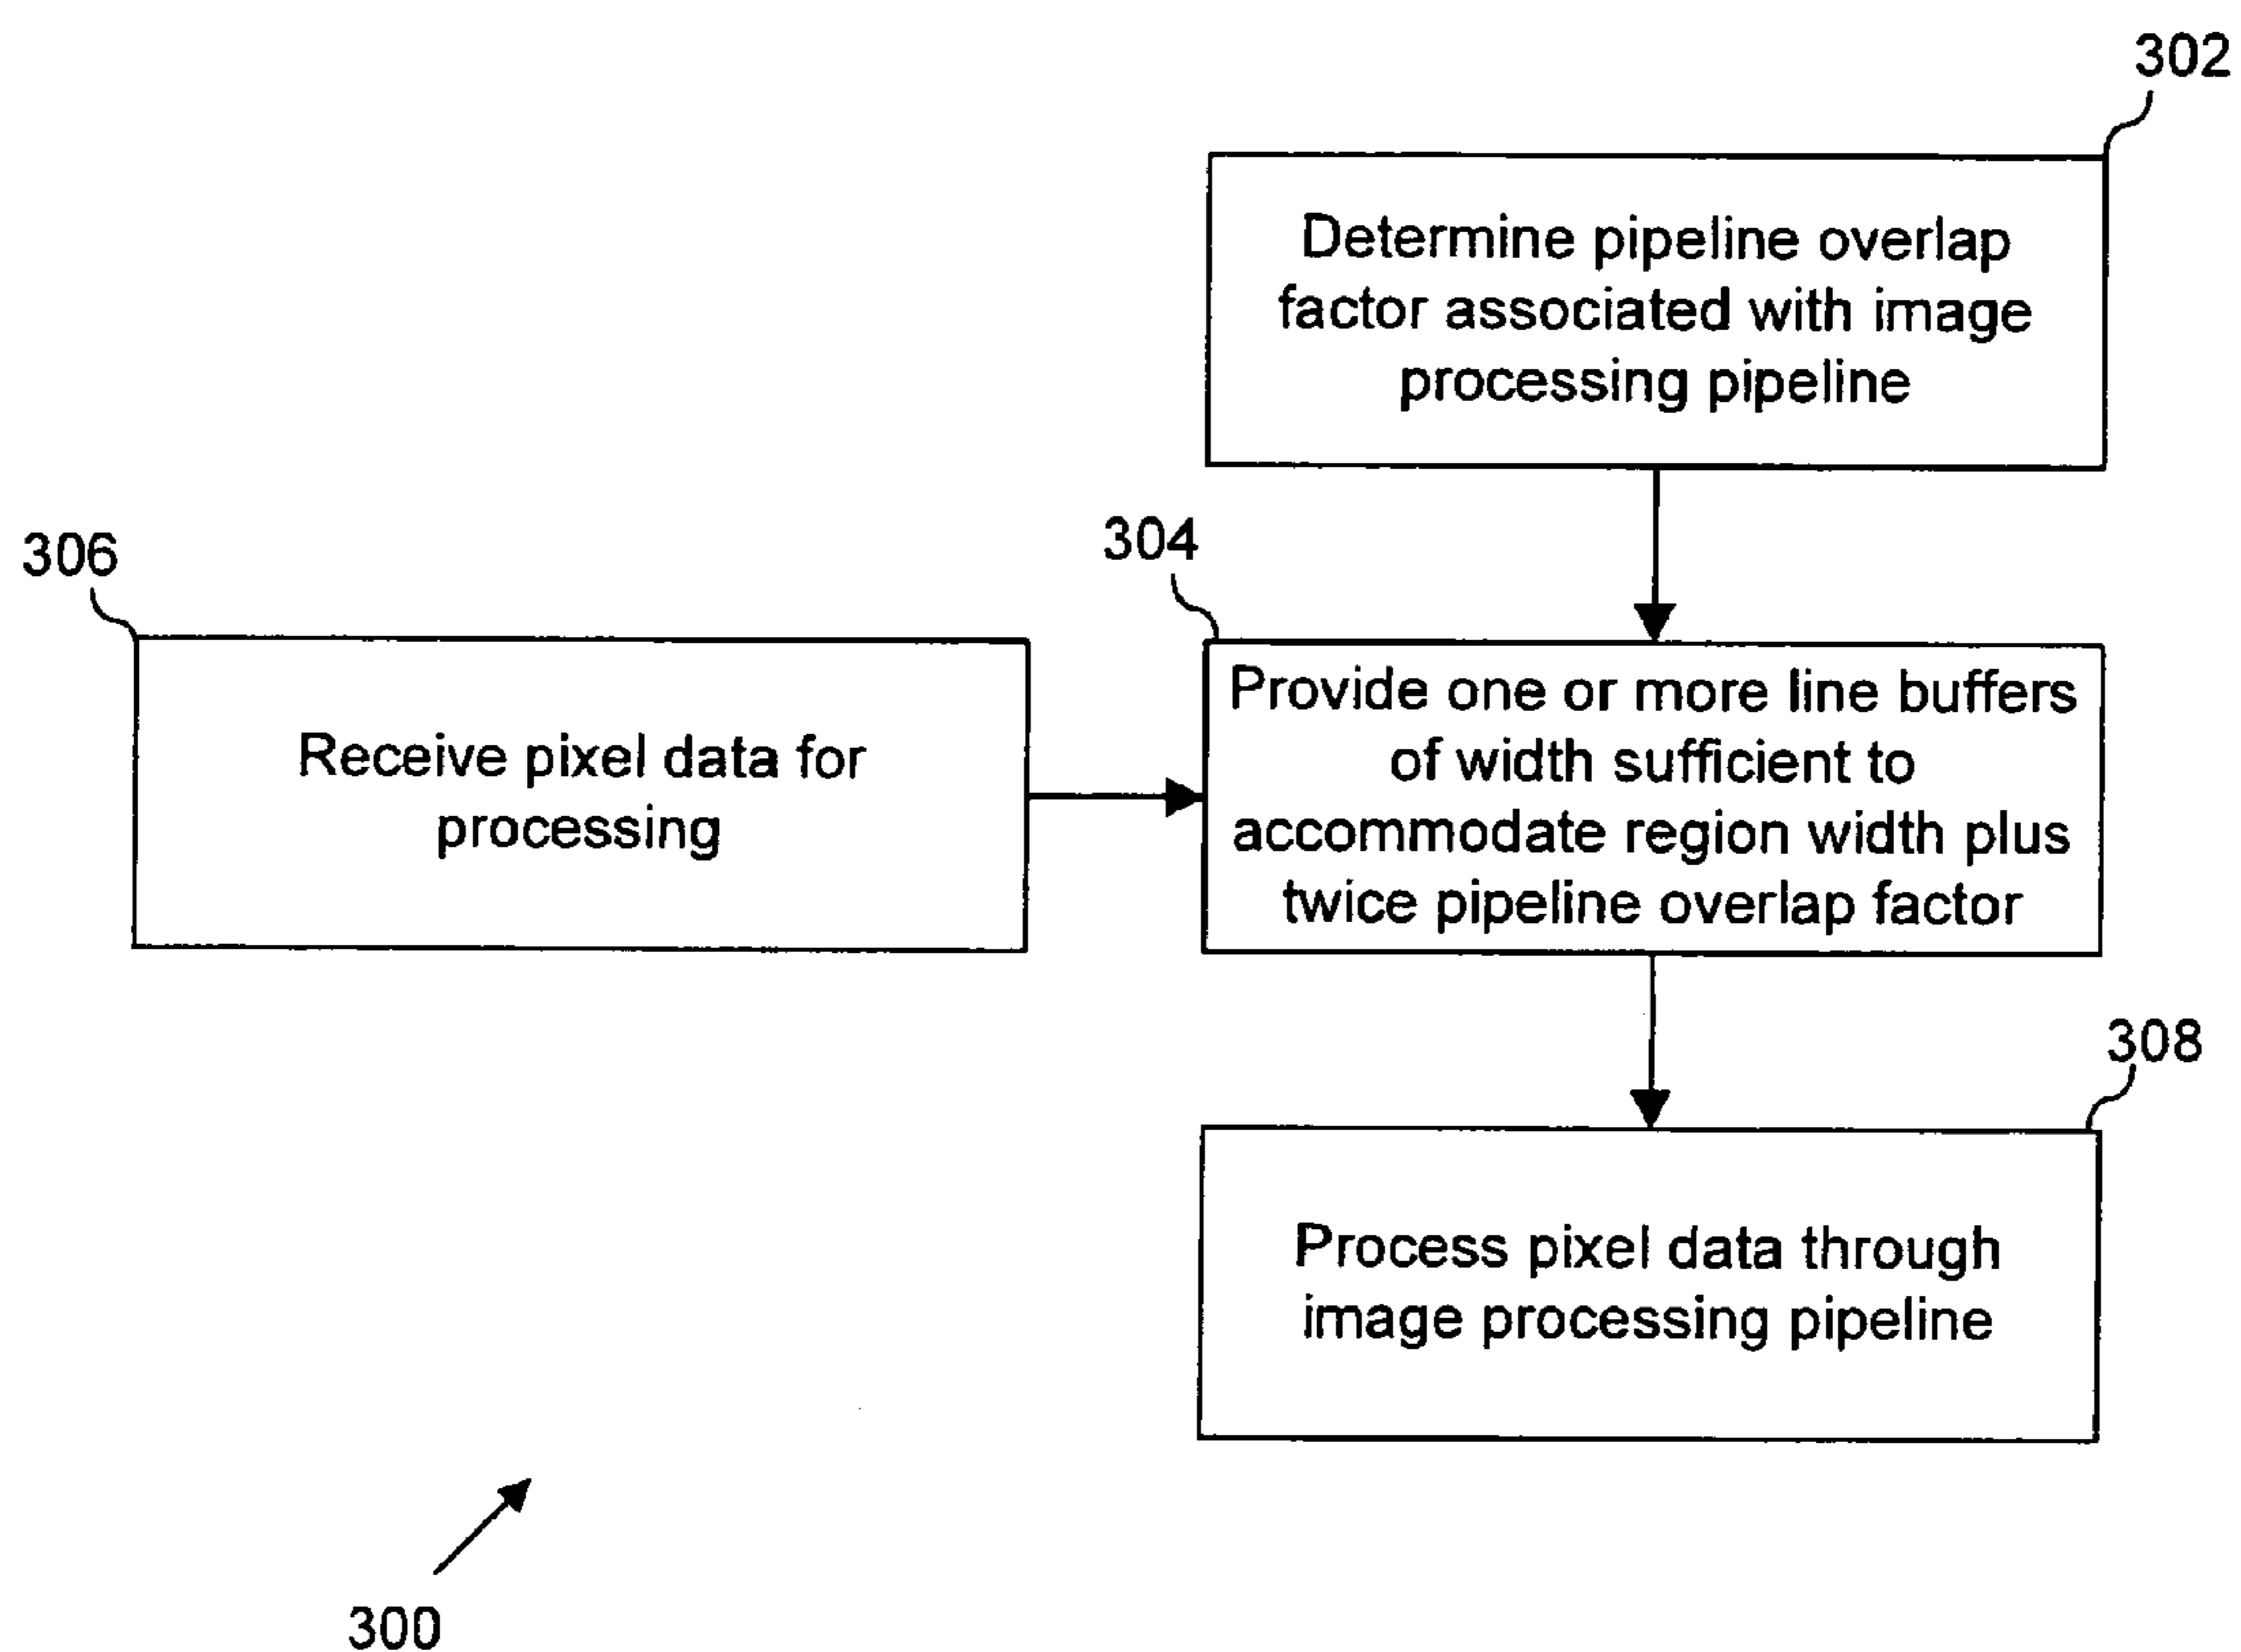 302
Determine pipeline overlap
factor associated with image
processing pipeline
306
304
Receive pixel data for
processing
Provide one or more line buffers
of width sufficient to
accommodate region width plus
twice pipeline overlap factor
308
Process pixel data through
image processing pipeline
300